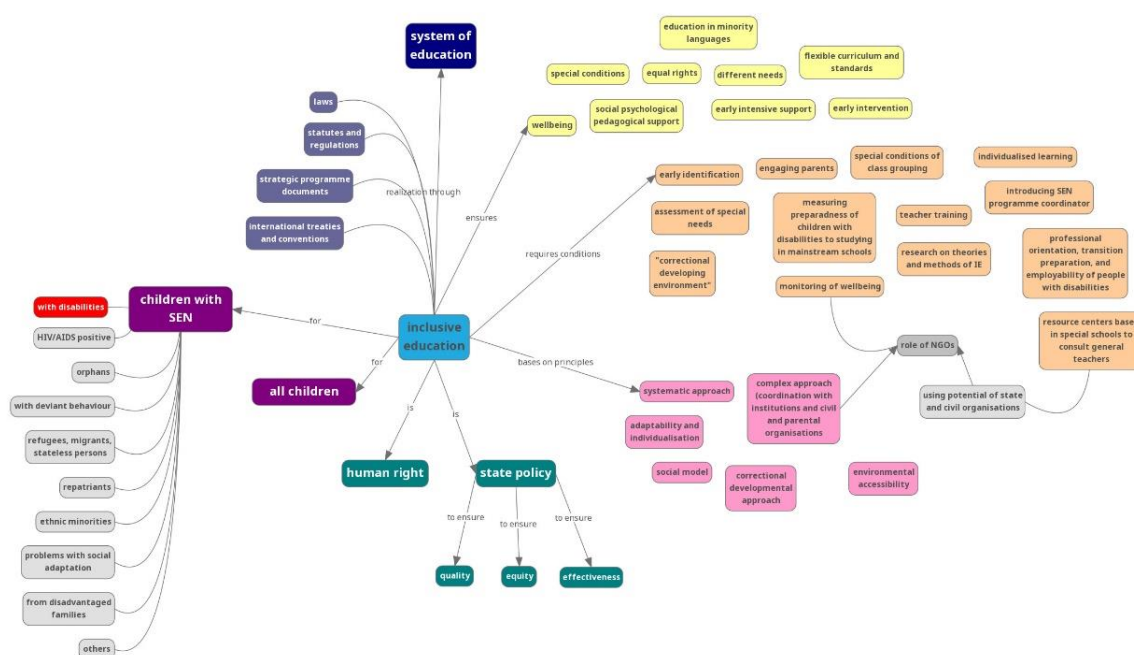 system of
education
education in minority
languages
flexible curriculum and
standards
special conditions
equal rights
different needs
laws
statutes and
regulations
social psychological
pedagogical support
early intensive support
early intervention
wellbeing
strategic programme
documents
realization through
ensures
international treaties
and conventions
requires conditions
early identification
engaging parents
special conditions of
class grouping
individualised learning
assessment of special
needs
measuring
preparadness of
children with
disabilities to studying
in mainstream schools
teacher training
introducing SEN
programme coordinator
"correctional
developing
environment"
research on theories
and methods of IE
professional
orientation, transition
preparation, and
employability of people
with disabilities
monitoring of wellbeing
children with
SEN
with disabilities
HIV/AIDS positive
orphans
with deviant behaviour
refugees, migrants,
stateless persons
repatriants
ethnic minorities
problems with social
adaptation
from disadvantaged
families
others
for
inclusive
education
for
all children
is
human right
is
state policy
to ensure
to ensure
to ensure
quality
equity
effectiveness
bases on principles
systematic approach
complex approach
(coordination with
institutions and civil
and parental
organisations
adaptability and
individualisation
social model
correctional
developmental
approach
environmental
accessibility
role of NGOs
resource centers base
in special schools to
consult general
teachers
using potential of state
and civil organisations